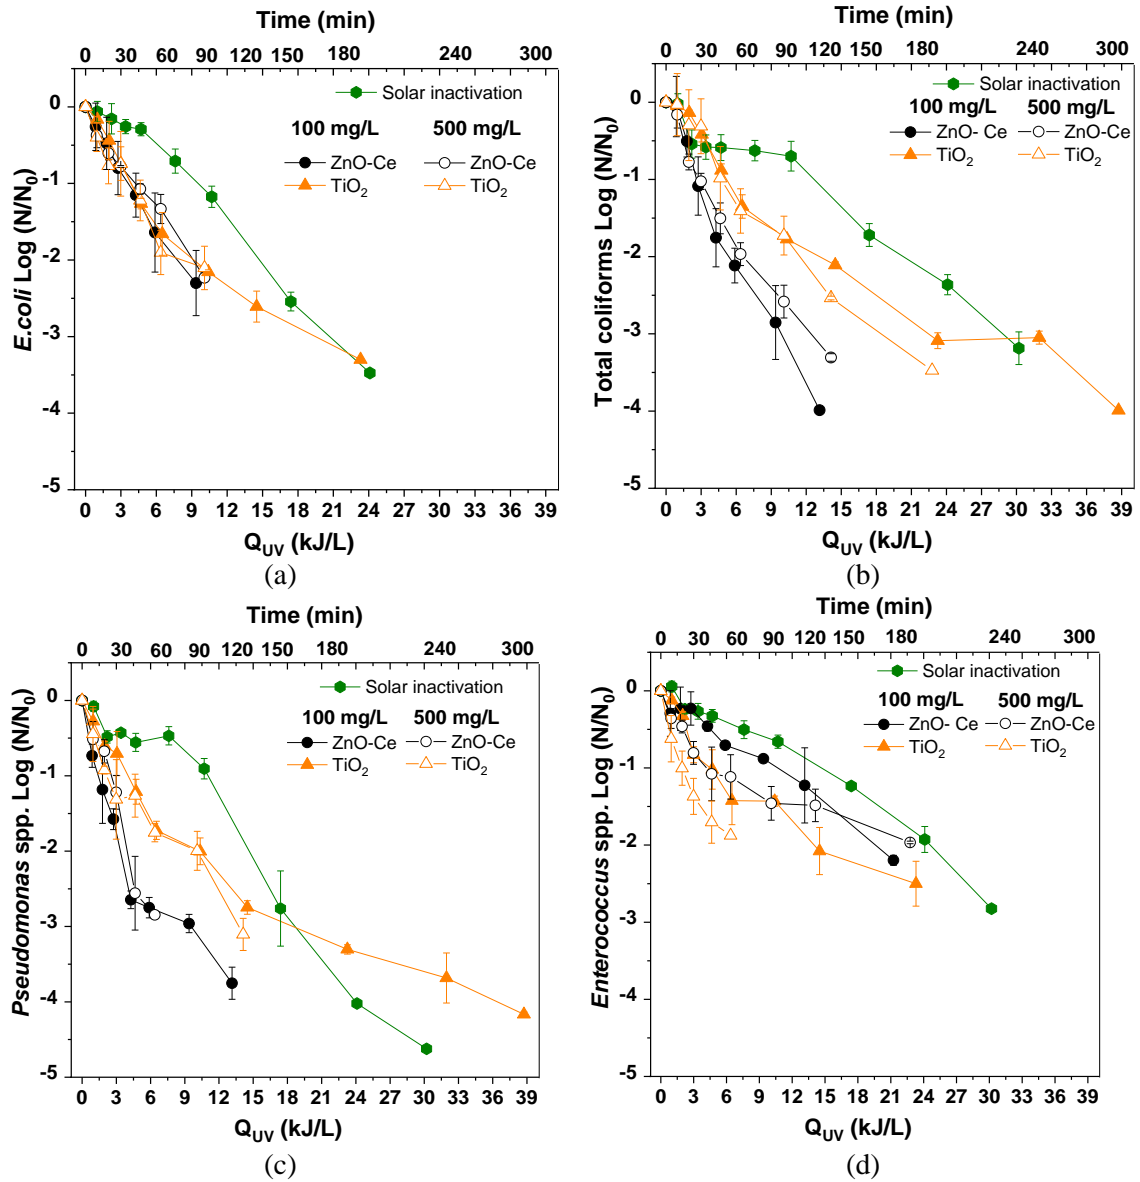 Time (min)
0 30 60 90 120 150 190 240 300
Solar inactivation
100 mg/L 500 mg/L
ZnO-Ce ZnO-Ce
TiO2 TiO2
E.coli Log (N/N0)
0
-1
-2
-3
-4
-5
0 3 6 9 12 15 18 21 24 27 30 33 36 39
QUV (kJ/L)
(a)
Time (min)
0 30 60 90 120 150 190 240 300
Solar inactivation
100 mg/L 500 mg/L
ZnO- Ce ZnO-Ce
TiO2 TiO2
Total coliforms Log (N/N0)
0
-1
-2
-3
-4
-5
0 3 6 9 12 15 18 21 24 27 30 33 36 39
QUV (kJ/L)
(b)
Time (min)
0 30 60 90 120 150 190 240 300
Solar inactivation
100 mg/L 500 mg/L
ZnO-Ce ZnO-Ce
TiO2 TiO2
Pseudomonas spp. Log (N/N0)
0
-1
-2
-3
-4
-5
0 3 6 9 12 15 18 21 24 27 30 33 36 39
QUV (kJ/L)
(c)
Time (min)
0 30 60 90 120 150 190 240 300
Solar inactivation
100 mg/L 500 mg/L
ZnO- Ce ZnO-Ce
TiO2 TiO2
Enterococcus spp. Log (N/N0)
0
-1
-2
-3
-4
-5
0 3 6 9 12 15 18 21 24 27 30 33 36 39
QUV (kJ/L)
(d)